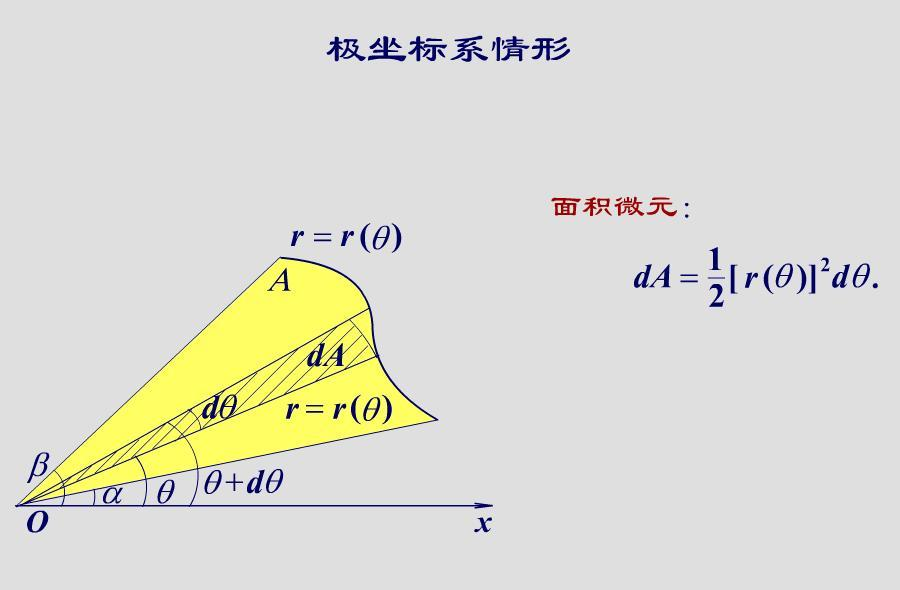 极坐标系情形
面积微元：
r = r (θ)
dA = 1/2 [ r (θ)]² dθ.
A
dA
dθ
r = r (θ)
β
α
θ
θ+dθ
O
x